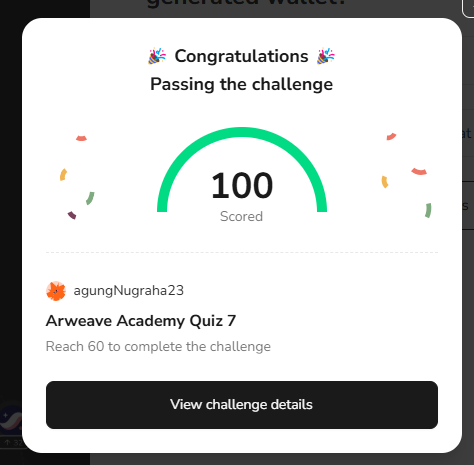 generated wallet?
Congratulations
Passing the challenge
100
Scored
agungNugraha23
Arweave Academy Quiz 7
Reach 60 to complete the challenge
View challenge details